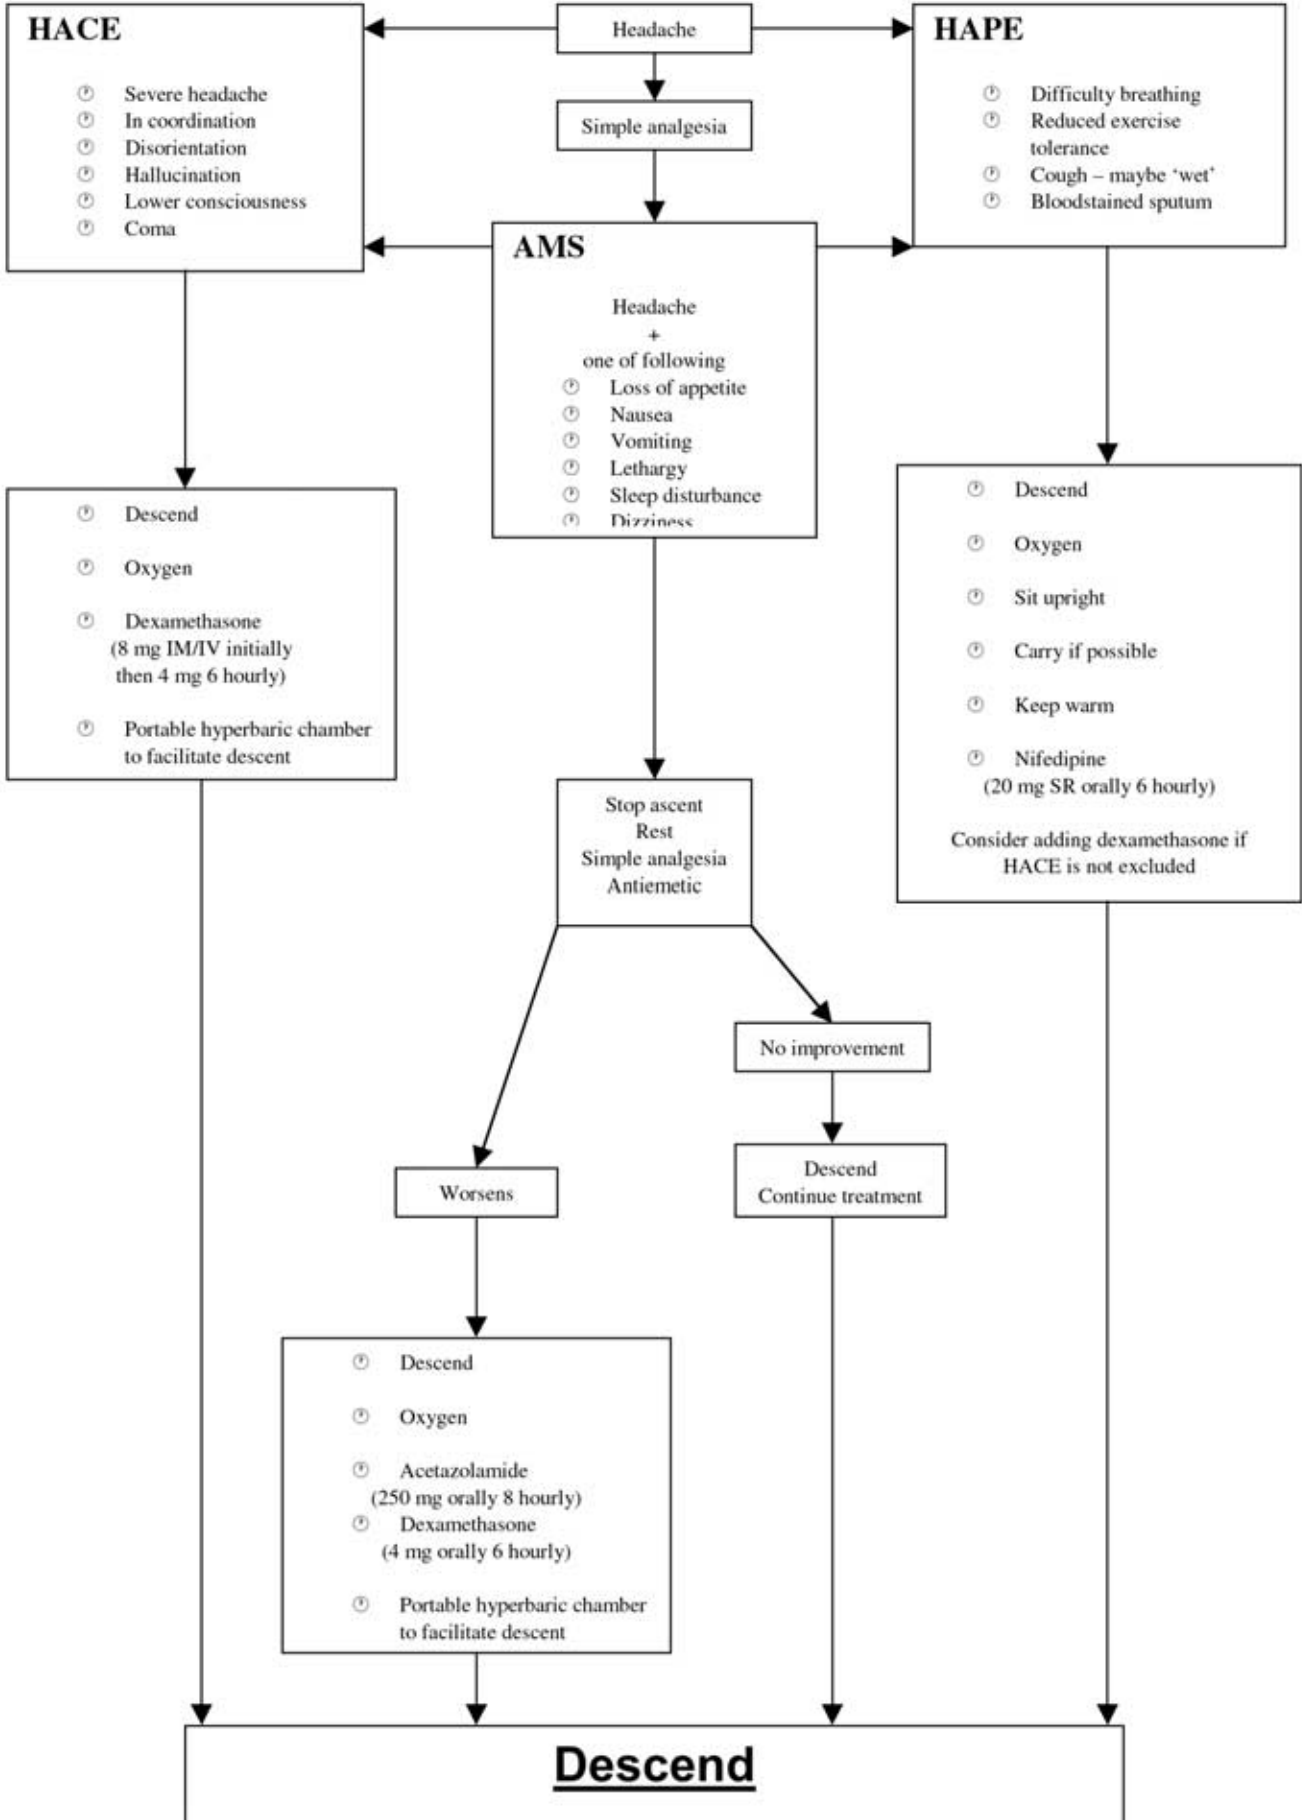 HACE
Severe headache
In coordination
Disorientation
Hallucination
Lower consciousness
Coma
Headache
Simple analgesia
HAPE
Difficulty breathing
Reduced exercise
tolerance
Cough – maybe ‘wet’
Bloodstained sputum
AMS
Headache
+
one of following
Loss of appetite
Nausea
Vomiting
Lethargy
Sleep disturbance
Dizziness
Descend
Oxygen
Dexamethasone
(8 mg IM/IV initially
then 4 mg 6 hourly)
Portable hyperbaric chamber
to facilitate descent
Descend
Oxygen
Sit upright
Carry if possible
Keep warm
Nifedipine
(20 mg SR orally 6 hourly)
Consider adding dexamethasone if
HACE is not excluded
Stop ascent
Rest
Simple analgesia
Antiemetic
No improvement
Descend
Continue treatment
Worsens
Descend
Oxygen
Acetazolamide
(250 mg orally 8 hourly)
Dexamethasone
(4 mg orally 6 hourly)
Portable hyperbaric chamber
to facilitate descent
Descend